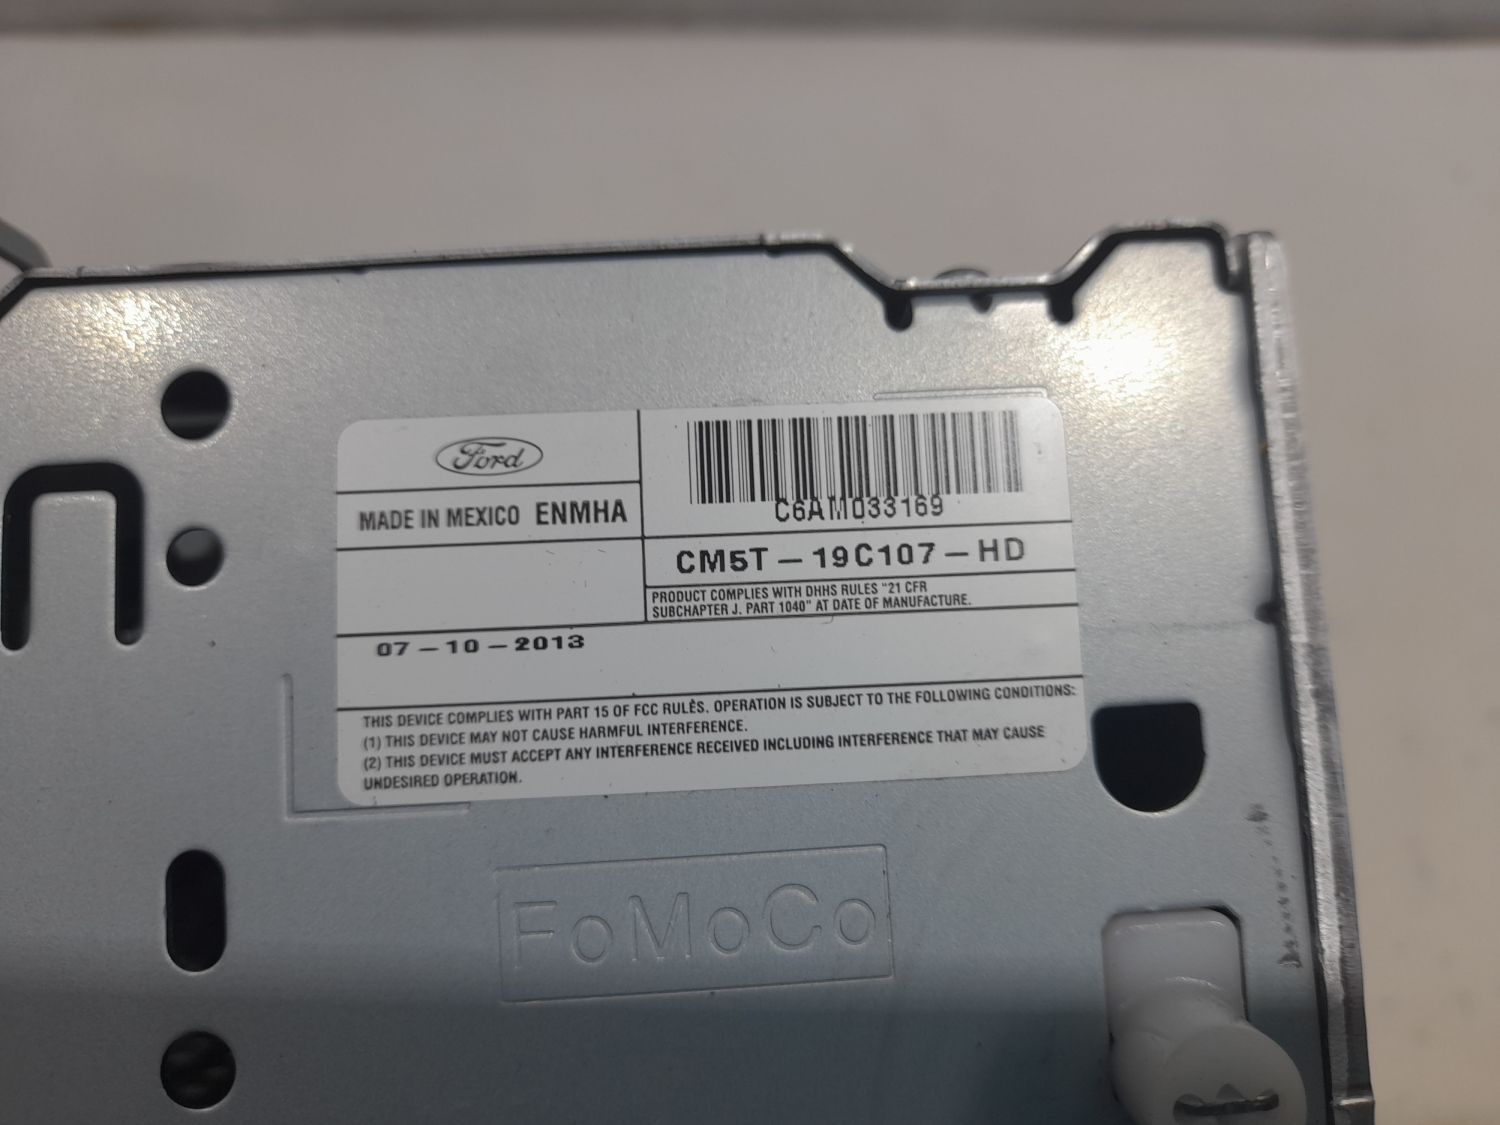 Ford
MADE IN MEXICO ENMHA
C6AM033169
CM5T-19C107-HD
PRODUCT COMPLIES WITH DHHS RULES "21 CFR
SUBCHAPTER J. PART 1040" AT DATE OF MANUFACTURE.
07-10-2013
THIS DEVICE COMPLIES WITH PART 15 OF FCC RULES. OPERATION IS SUBJECT TO THE FOLLOWING CONDITIONS:
(1) THIS DEVICE MAY NOT CAUSE HARMFUL INTERFERENCE.
(2) THIS DEVICE MUST ACCEPT ANY INTERFERENCE RECEIVED INCLUDING INTERFERENCE THAT MAY CAUSE
UNDESIRED OPERATION.
FoMoCo